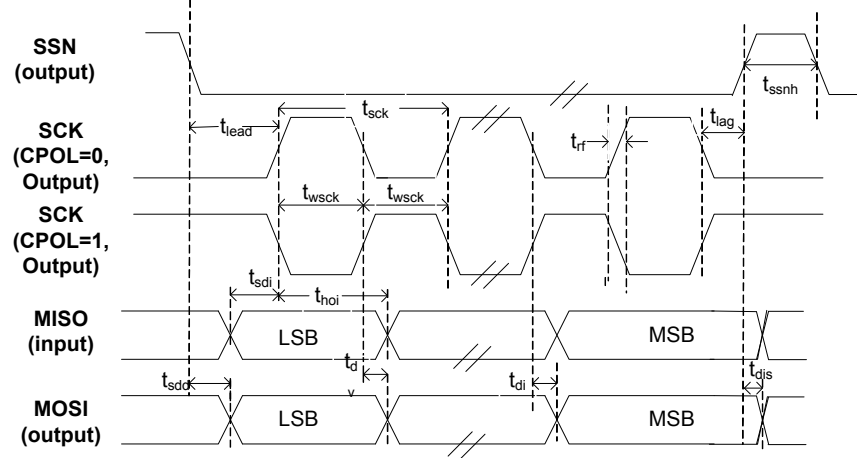 SSN
(output)
t_ssnh
t_sck
t_lead
t_lag
SCK
(CPOL=0,
Output)
t_rf
t_wsck
t_wsck
SCK
(CPOL=1,
Output)
t_sdi
t_hoi
MISO
(input)
LSB
MSB
t_sdd
t_d
v
t_di
t_dis
MOSI
(output)
LSB
MSB